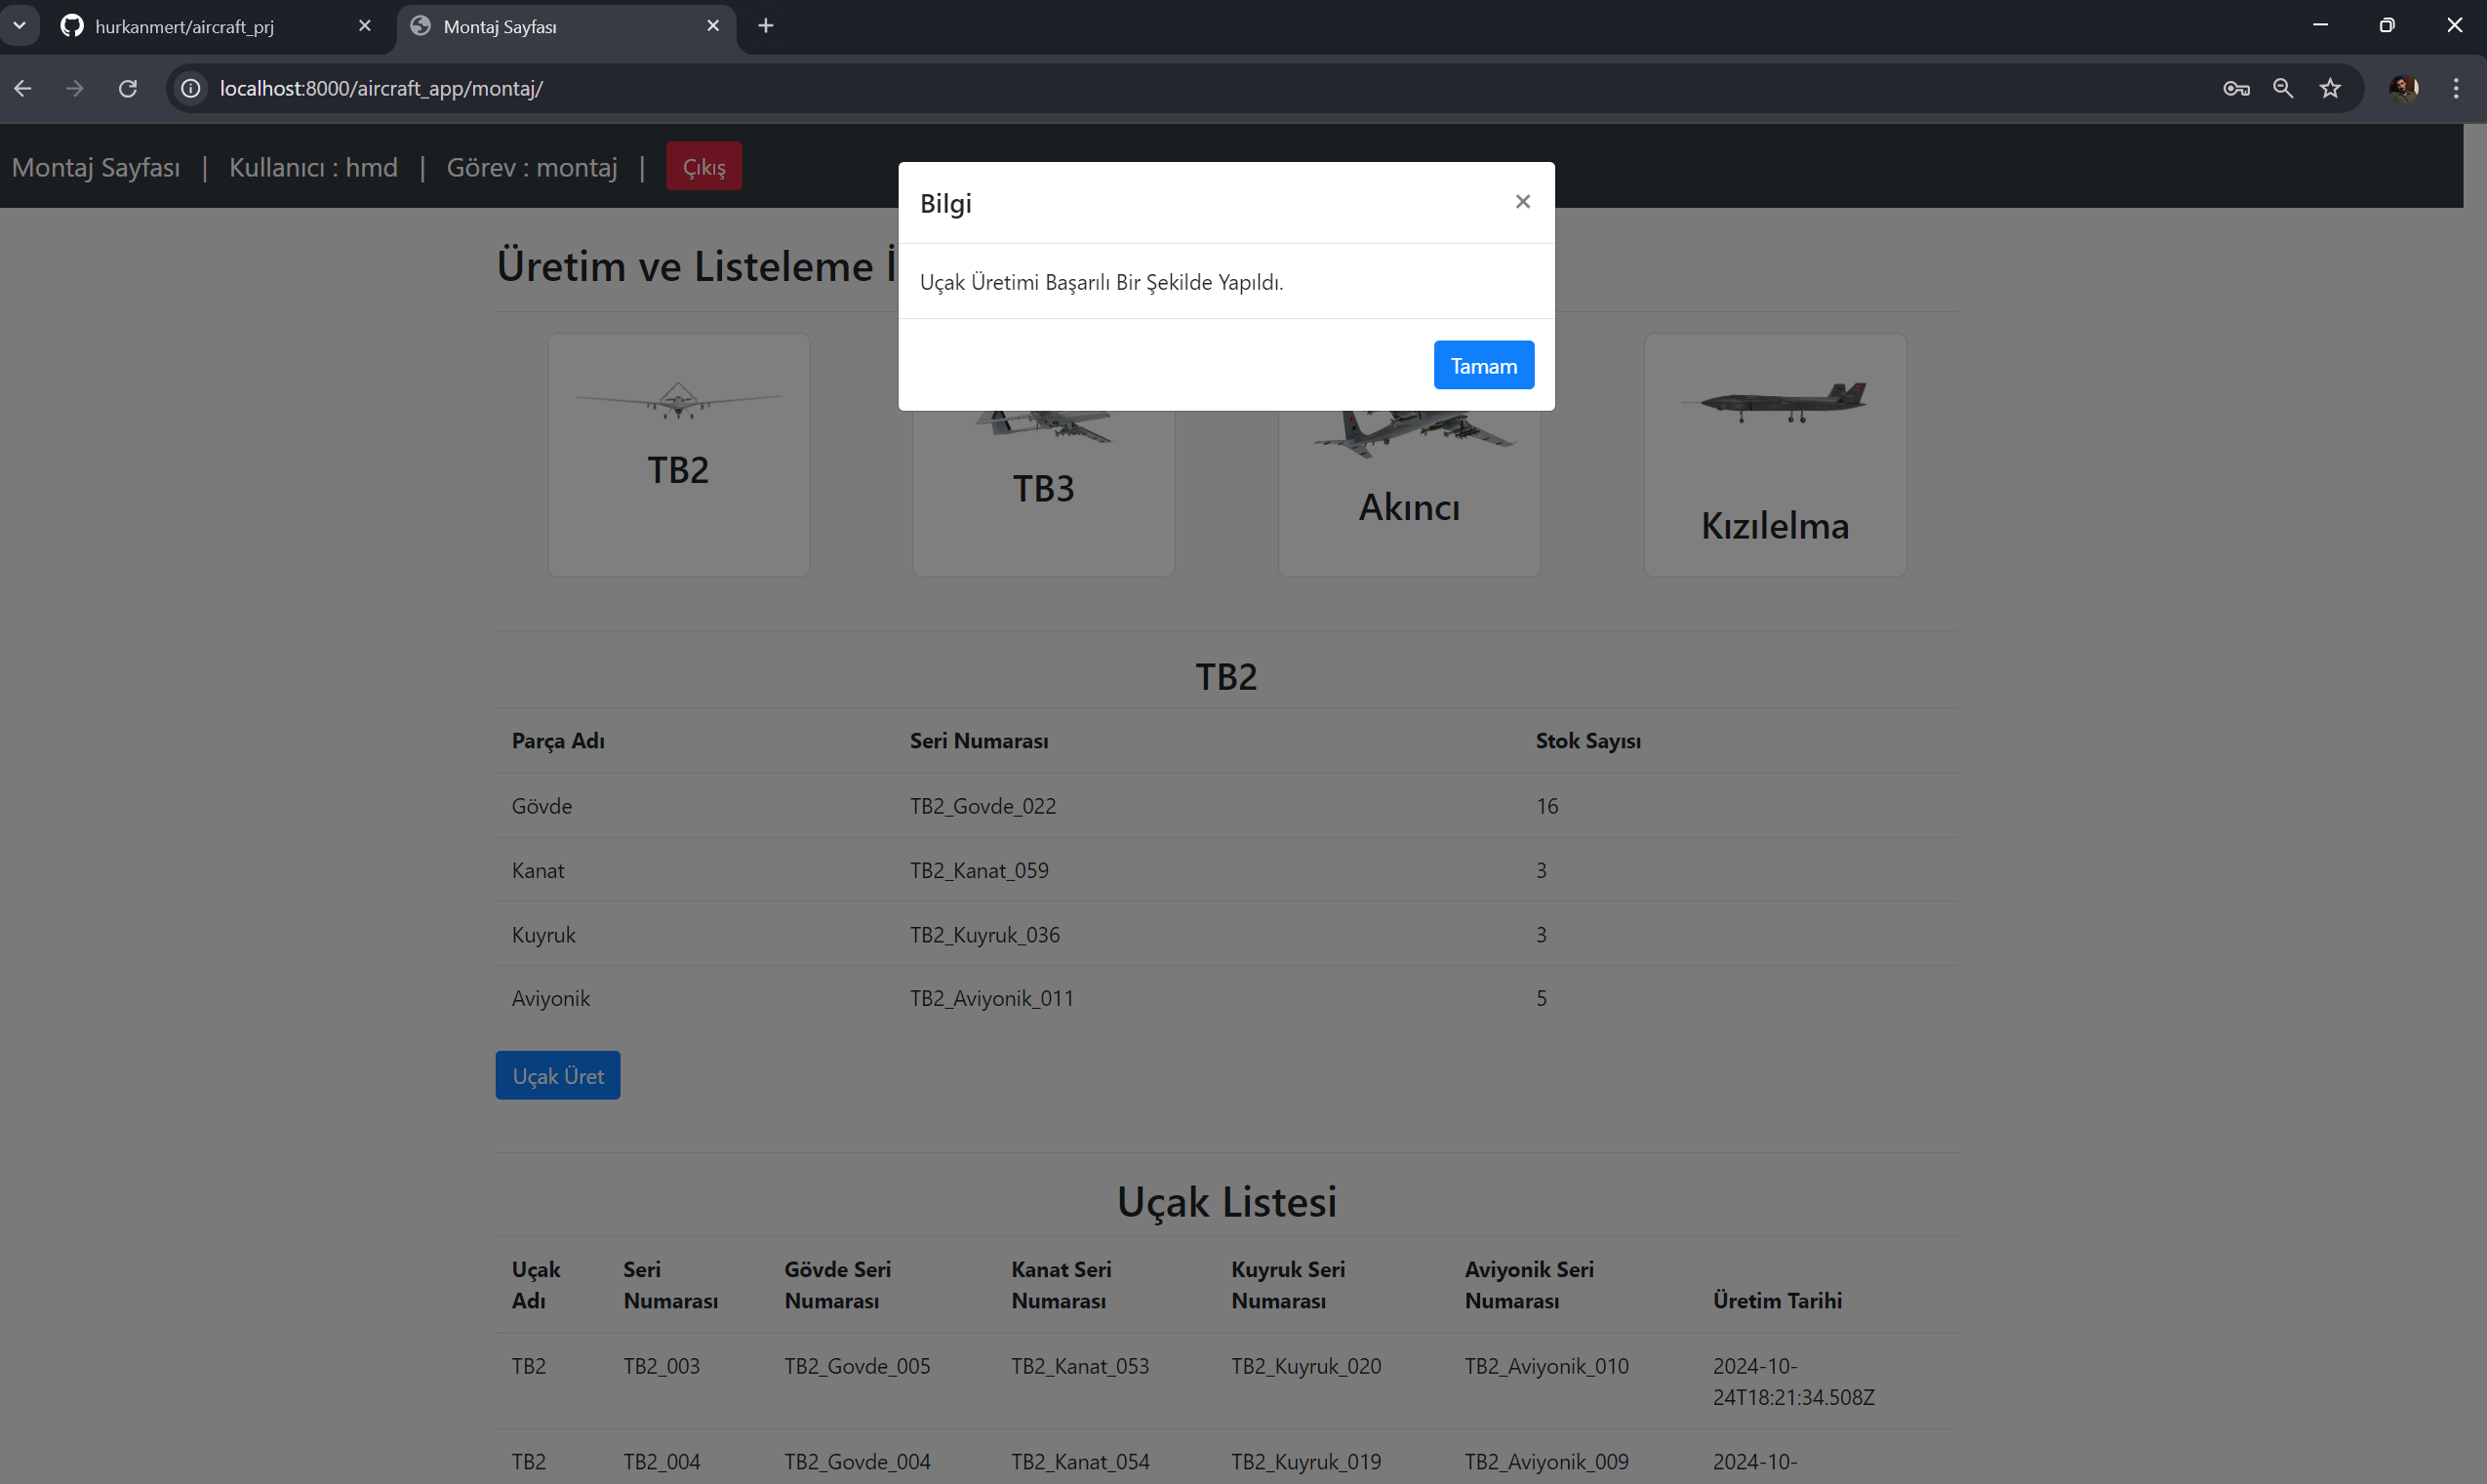 hurkanmert/aircraft_prj
Montaj Sayfası
localhost:8000/aircraft_app/montaj/
Montaj Sayfası | Kullanıcı : hmd | Görev : montaj | Çıkış
Bilgi
Uçak Üretimi Başarılı Bir Şekilde Yapıldı.
Tamam
Üretim ve Listeleme
TB2
TB3
Akıncı
Kızılelma
TB2
Parça Adı Seri Numarası Stok Sayısı
Gövde TB2_Govde_022 16
Kanat TB2_Kanat_059 3
Kuyruk TB2_Kuyruk_036 3
Aviyonik TB2_Aviyonik_011 5
Uçak Üret
Uçak Listesi
Uçak Seri Gövde Seri Kanat Seri Kuyruk Seri Aviyonik Seri
Adı Numarası Numarası Numarası Numarası Numarası Üretim Tarihi
TB2 TB2_003 TB2_Govde_005 TB2_Kanat_053 TB2_Kuyruk_020 TB2_Aviyonik_010 2024-10-
24T18:21:34.508Z
TB2 TB2_004 TB2_Govde_004 TB2_Kanat_054 TB2_Kuyruk_019 TB2_Aviyonik_009 2024-10-